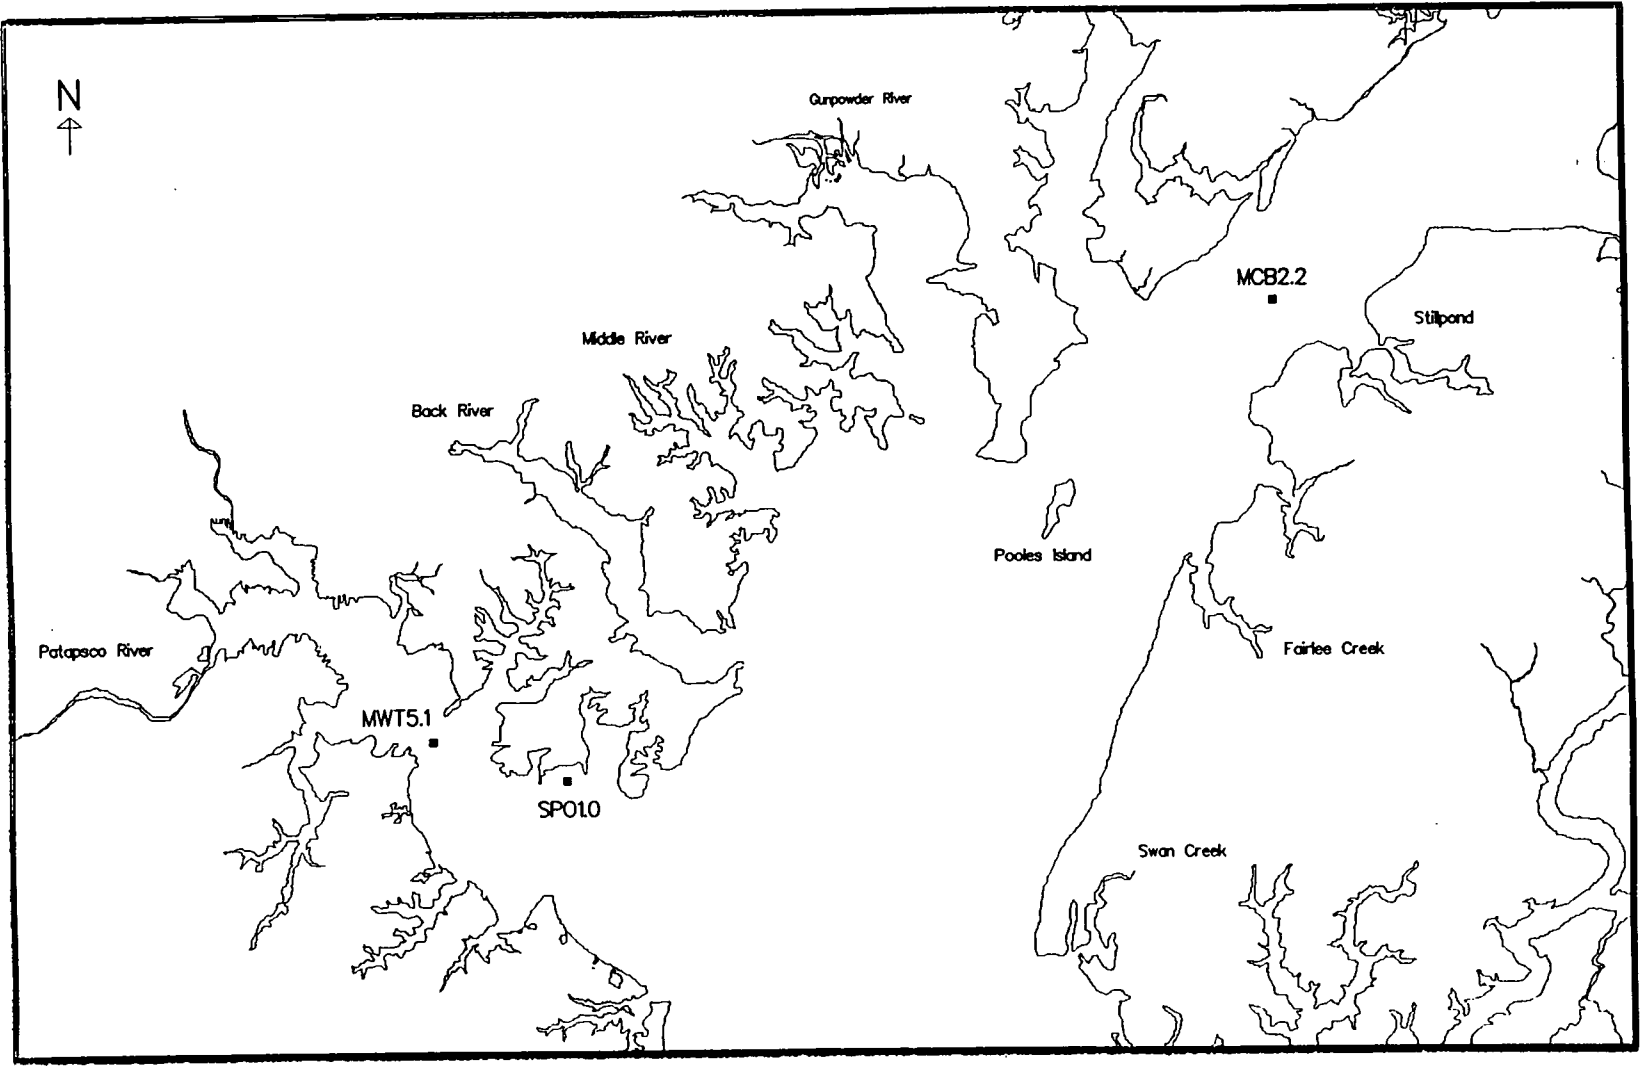 N
Gunpowder River
MCB2.2
Stillpond
Middle River
Back River
Pooles Island
Patapsco River
Fairlee Creek
MWT5.1
SP01.0
Swan Creek